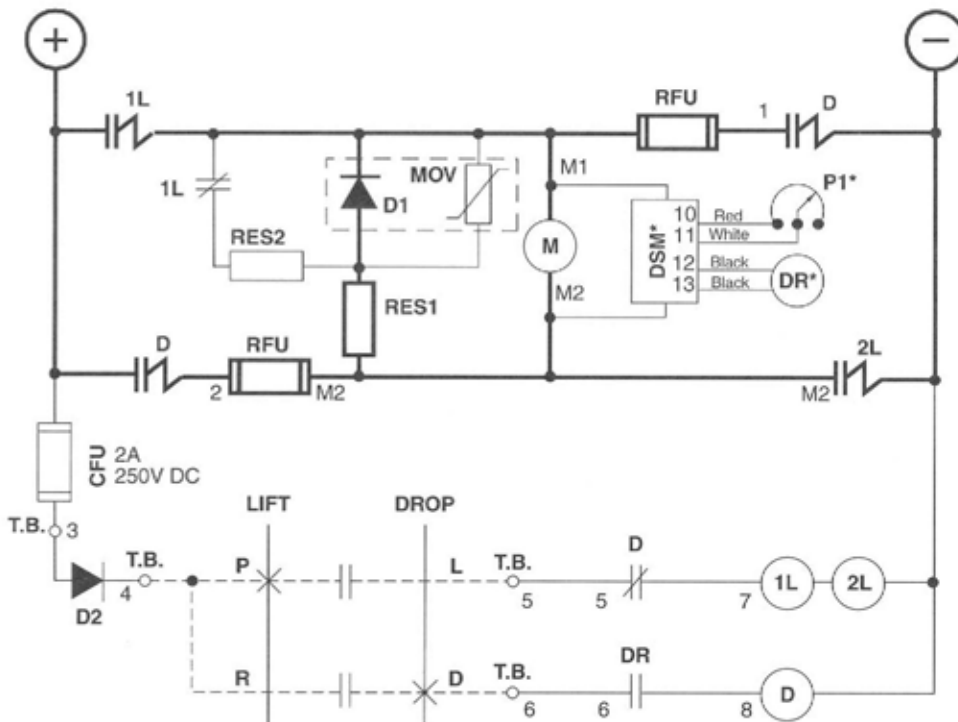 + −
1L RFU 1 D
1L D1 MOV M1 P1*
10 Red
11 White
RES2 M DSM* 12 Black DR*
13 Black
RES1 M2
D RFU 2L
2 M2 M2
CFU 2A
250V DC
LIFT DROP
T.B. 3
T.B. P L T.B. D
4 5 5 7 1L 2L
D2
R D T.B. DR
6 6 8 D